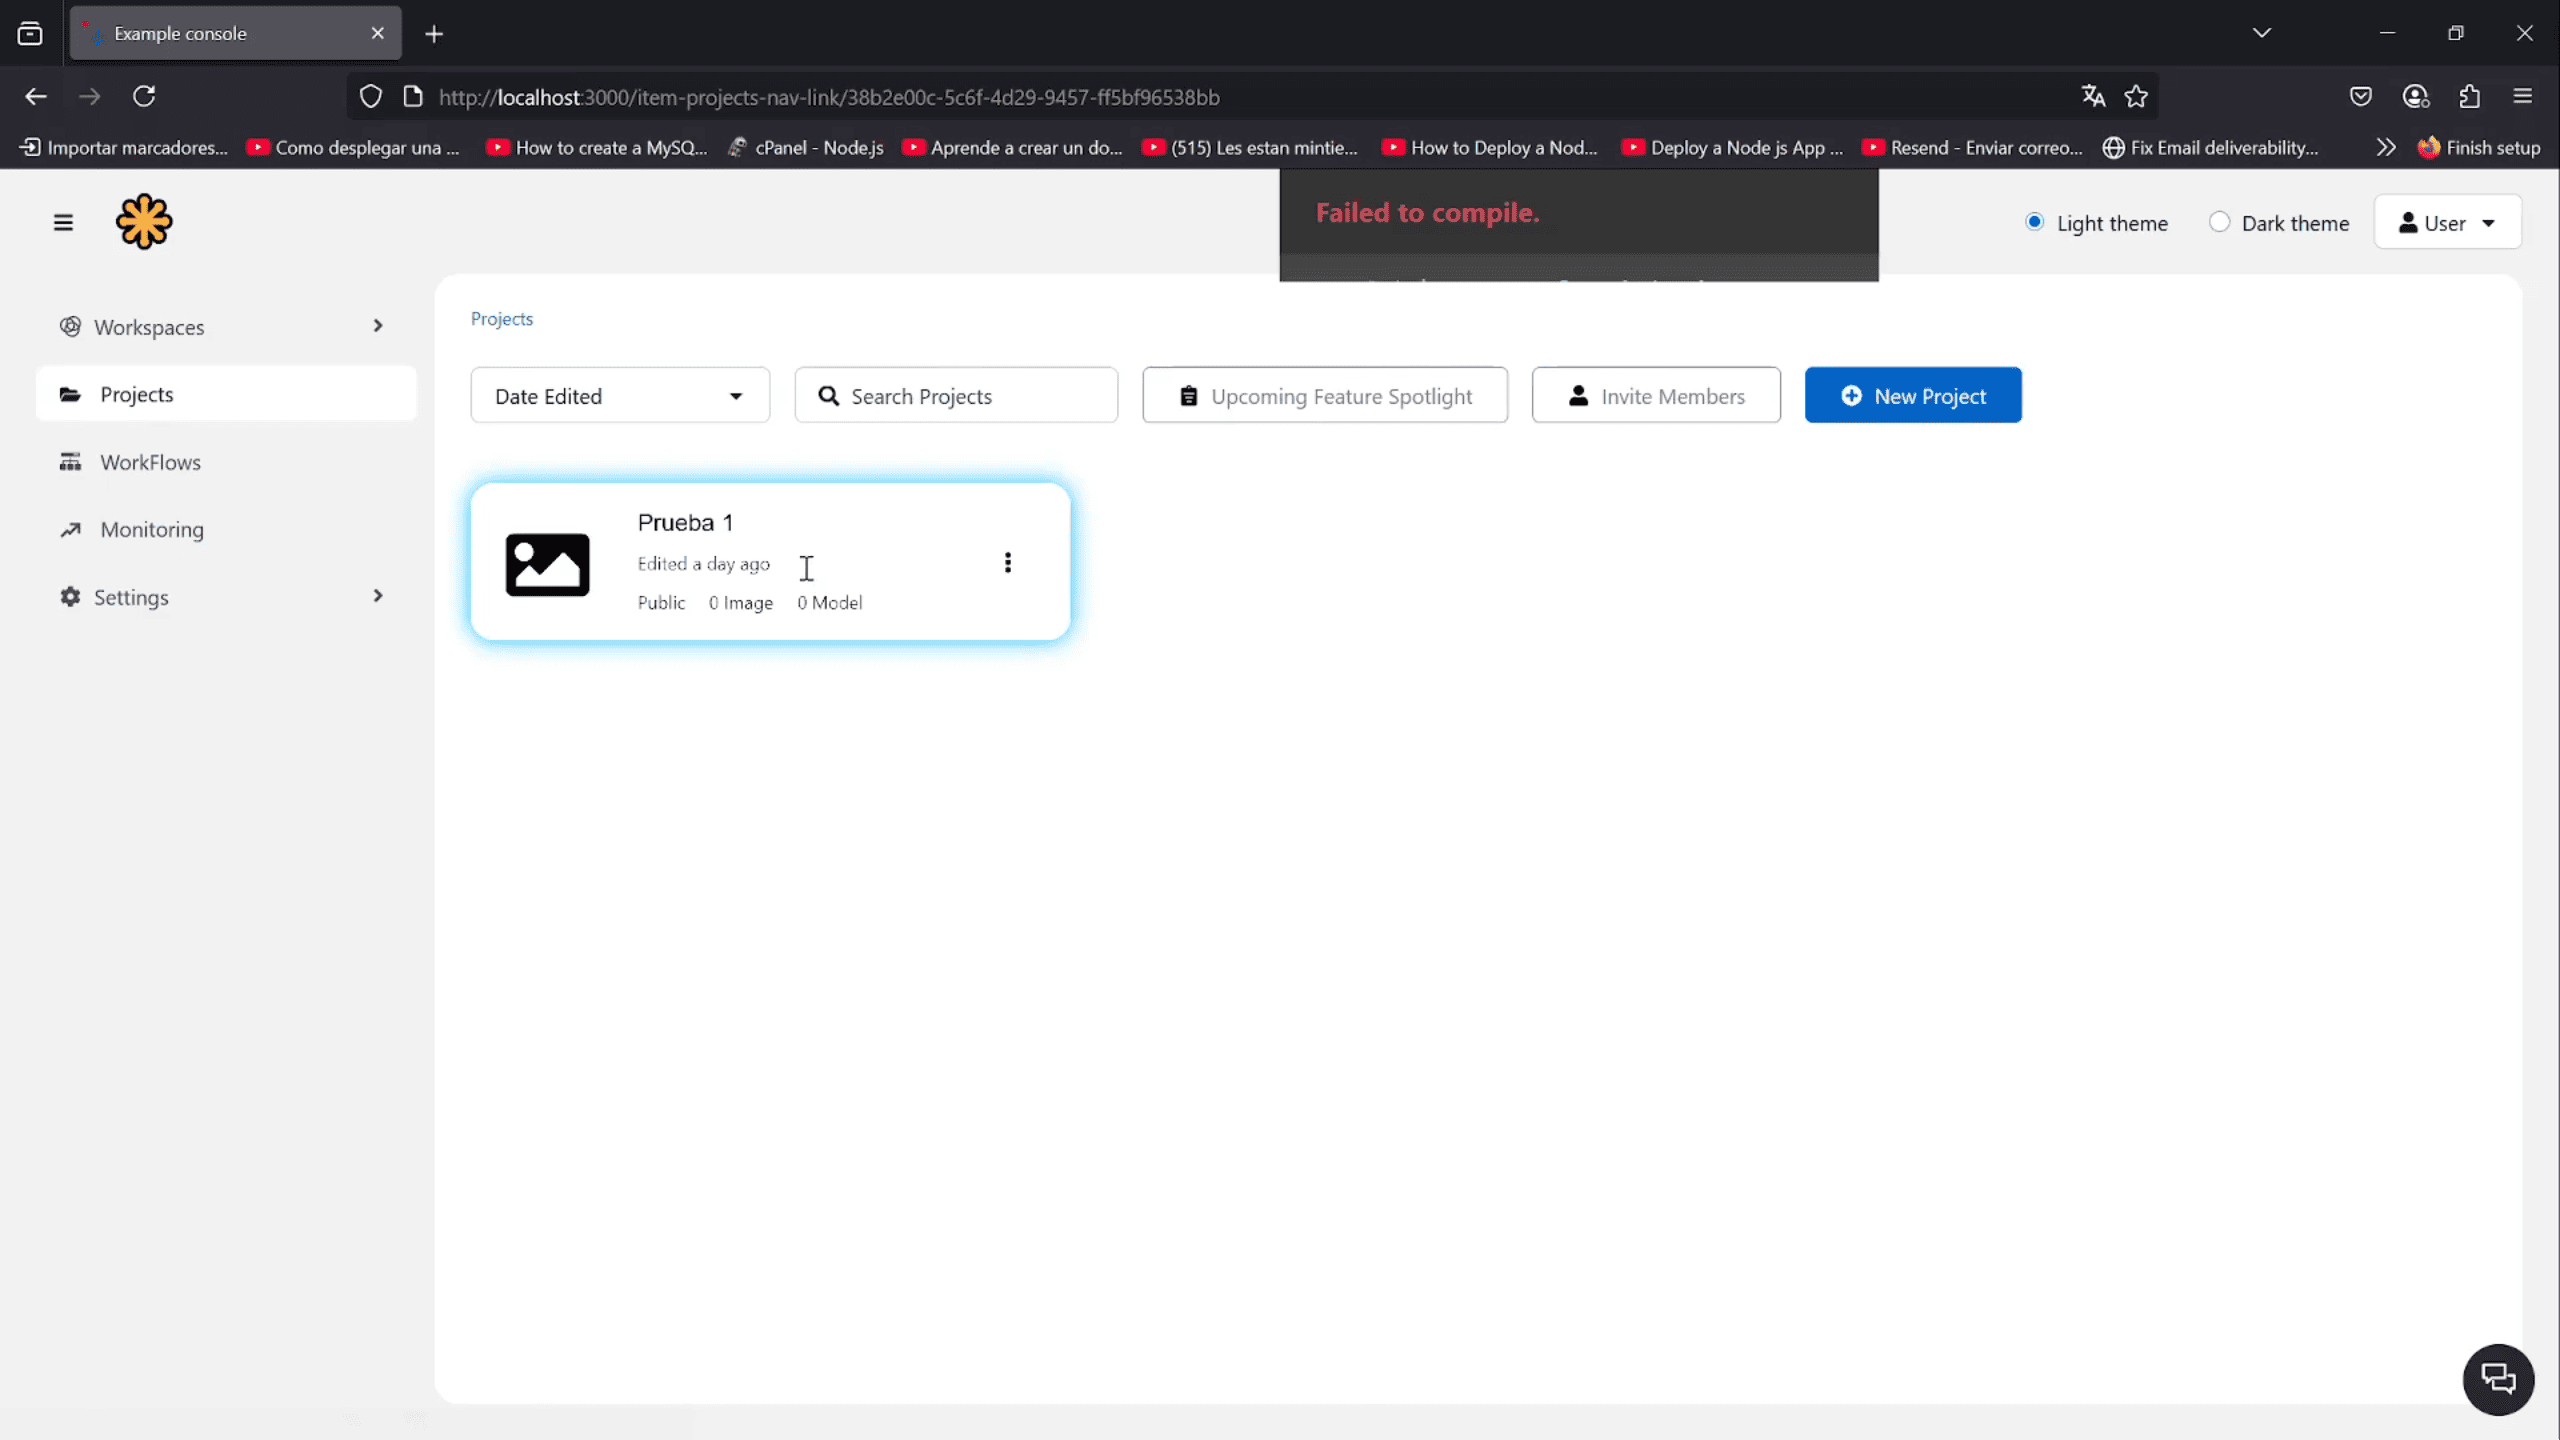 Example console
http://localhost:3000/item-projects-nav-link/38b2e00c-5c6f-4d29-9457-ff5bf96538bb
Importar marcadores...
Como desplegar una ...
How to create a MySQ...
cPanel - Node.js
Aprende a crear un do...
(515) Les estan mintie...
How to Deploy a Nod...
Deploy a Node js App ...
Resend - Enviar correo...
Fix Email deliverability...
Finish setup
Failed to compile.
Light theme
Dark theme
User
Workspaces
Projects
WorkFlows
Monitoring
Settings
Projects
Date Edited
Search Projects
Upcoming Feature Spotlight
Invite Members
New Project
Prueba 1
Edited a day ago
Public 0 Image 0 Model